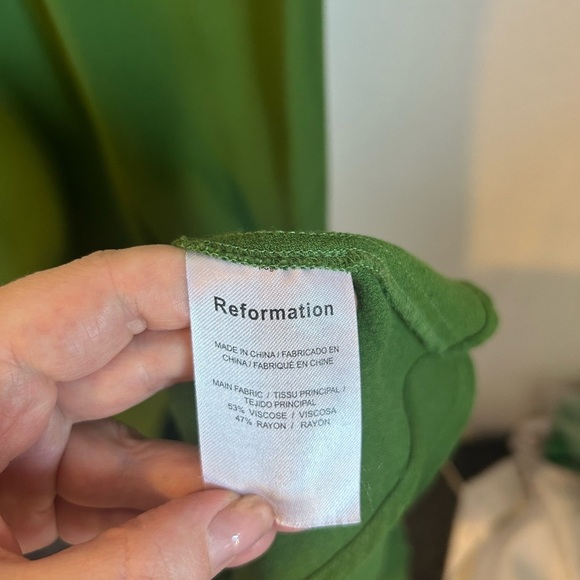 Reformation
MADE IN CHINA / FABRICADO EN
CHINA / FABRIQUÉ EN CHINE
MAIN FABRIC / TISSU PRINCIPAL /
TEJIDO PRINCIPAL
53% VISCOSE / VISCOSA
47% RAYON / RAYÓN